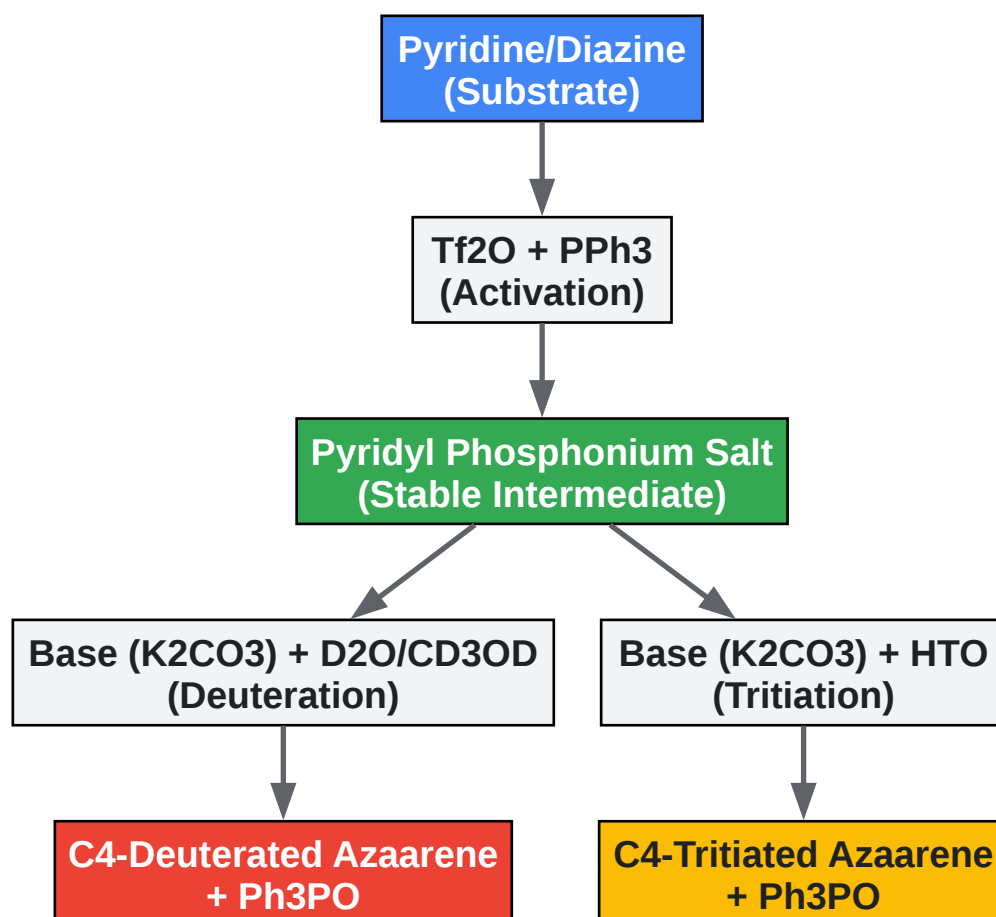 Pyridine/Diazine
(Substrate)
Tf2O + PPh3
(Activation)
Pyridyl Phosphonium Salt
(Stable Intermediate)
Base (K2CO3) + D2O/CD3OD
(Deuteration)
Base (K2CO3) + HTO
(Tritiation)
C4-Deuterated Azaarene
+ Ph3PO
C4-Tritiated Azaarene
+ Ph3PO